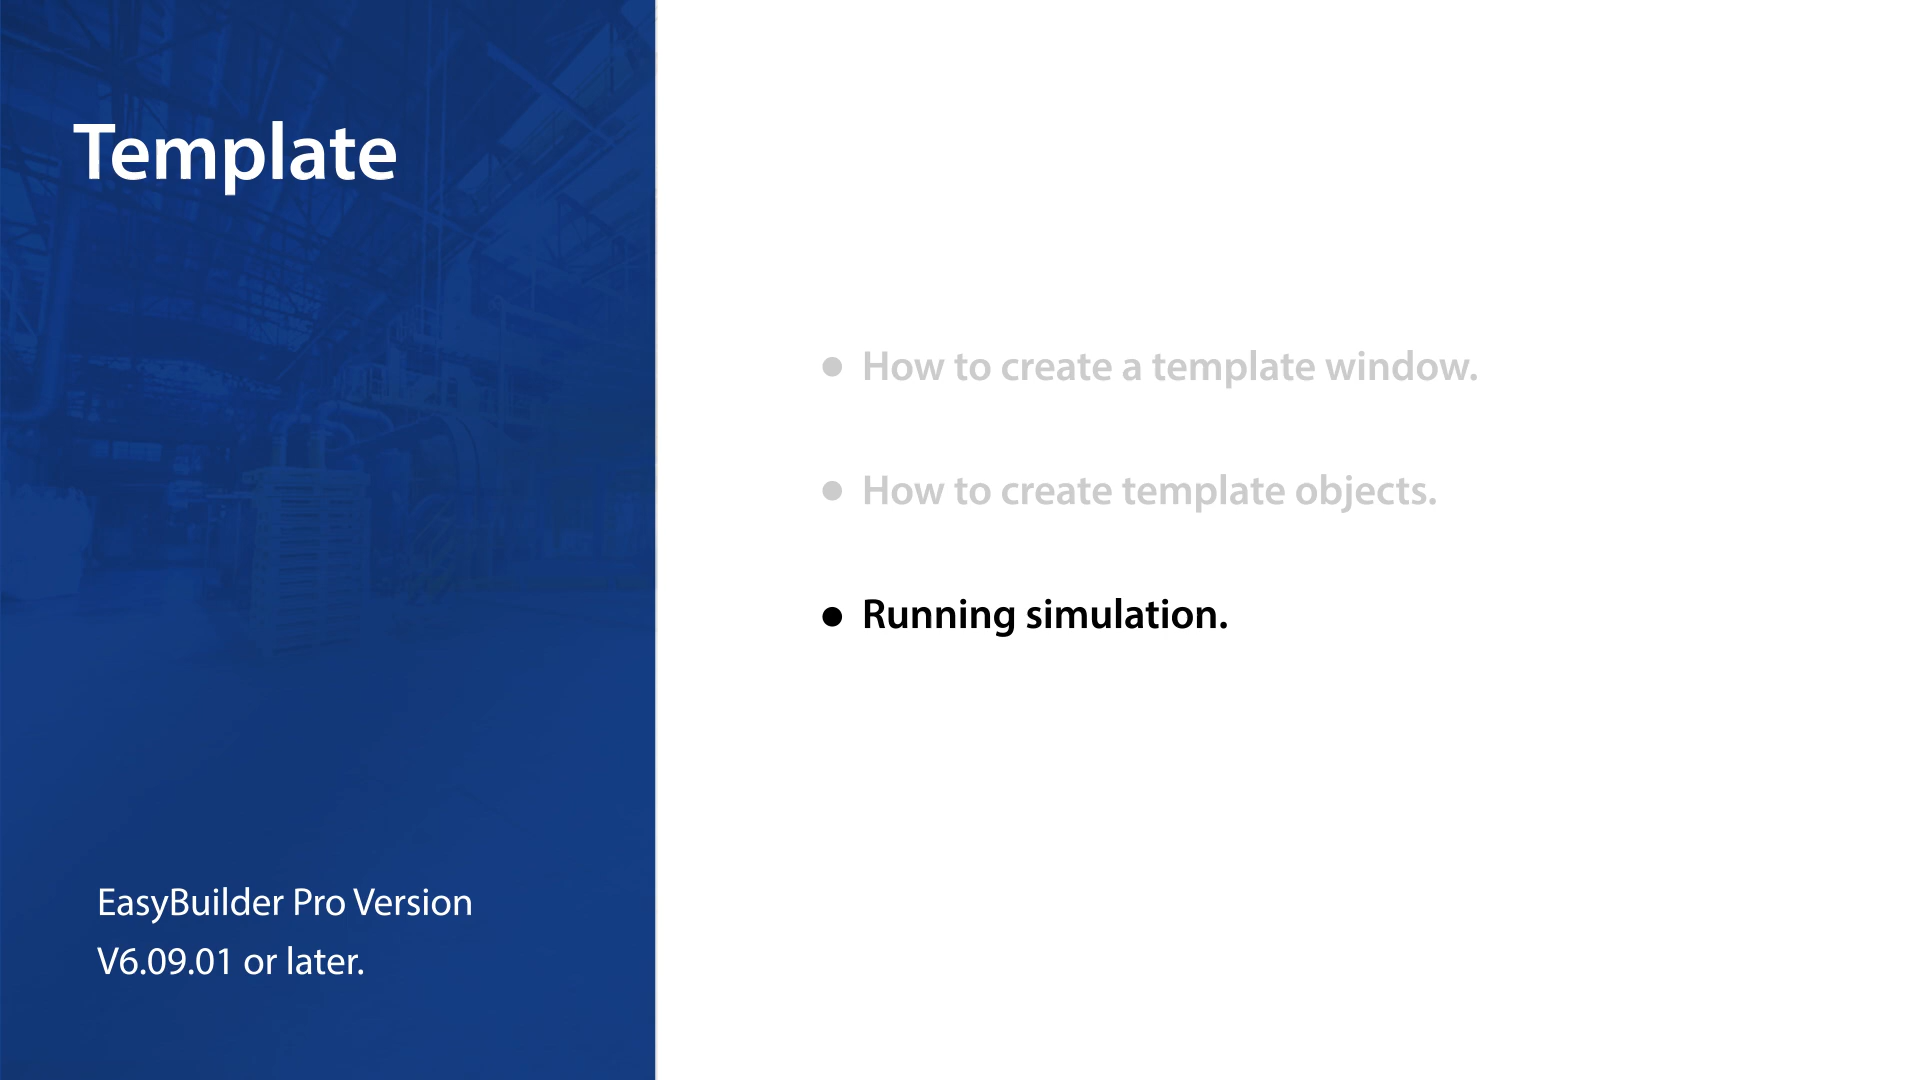 Template
EasyBuilder Pro Version
V6.09.01 or later.
● How to create a template window.
● How to create template objects.
● Running simulation.